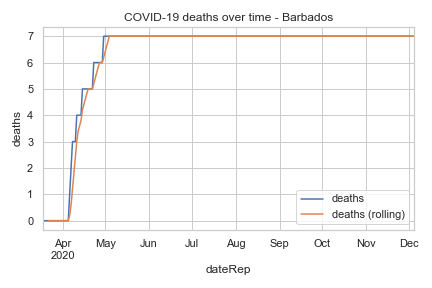 COVID-19 deaths over time - Barbados
deaths
7
6
5
4
3
2
1
0
deaths
deaths (rolling)
Apr May Jun Jul Aug Sep Oct Nov Dec
2020
dateRep